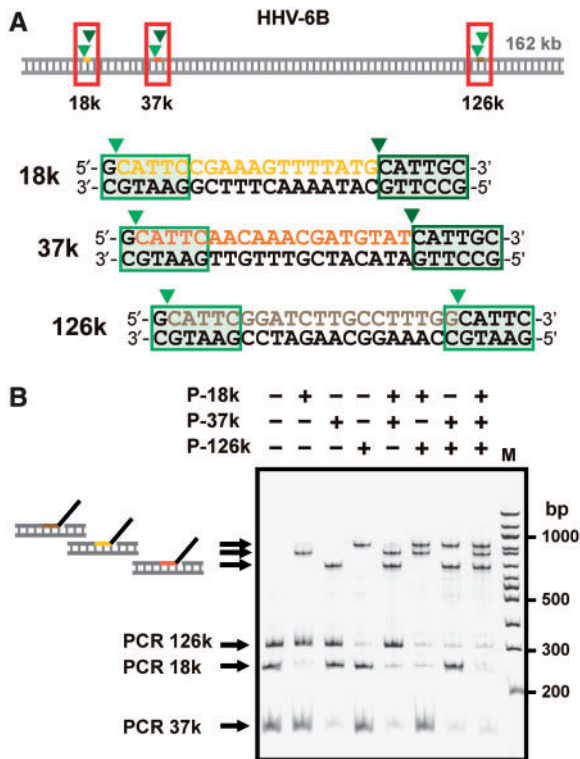 A
HHV-6B
162 kb
18k 37k 126k
18k 5′-GCATTCCGAAAGTTTTATGCATTGC-3′
3′-CGTAAGGCTTTCAAAATACGTTCCG-5′
37k 5′-GCATTCAACAAACGATGTATCATTGC-3′
3′-CGTAAGTTGTTTGCTACATAGTTCCG-5′
126k 5′-GCATTCGGATCTTGCCTTTGGCATTC-3′
3′-CGTAAGCCTAGAACGGAAACCGTAAG-5′
B
P-18k – + – – + + – +
P-37k – – + – + – + +
P-126k – – – + – + + +
M
bp
1000
500
PCR 126k 300
PCR 18k
200
PCR 37k